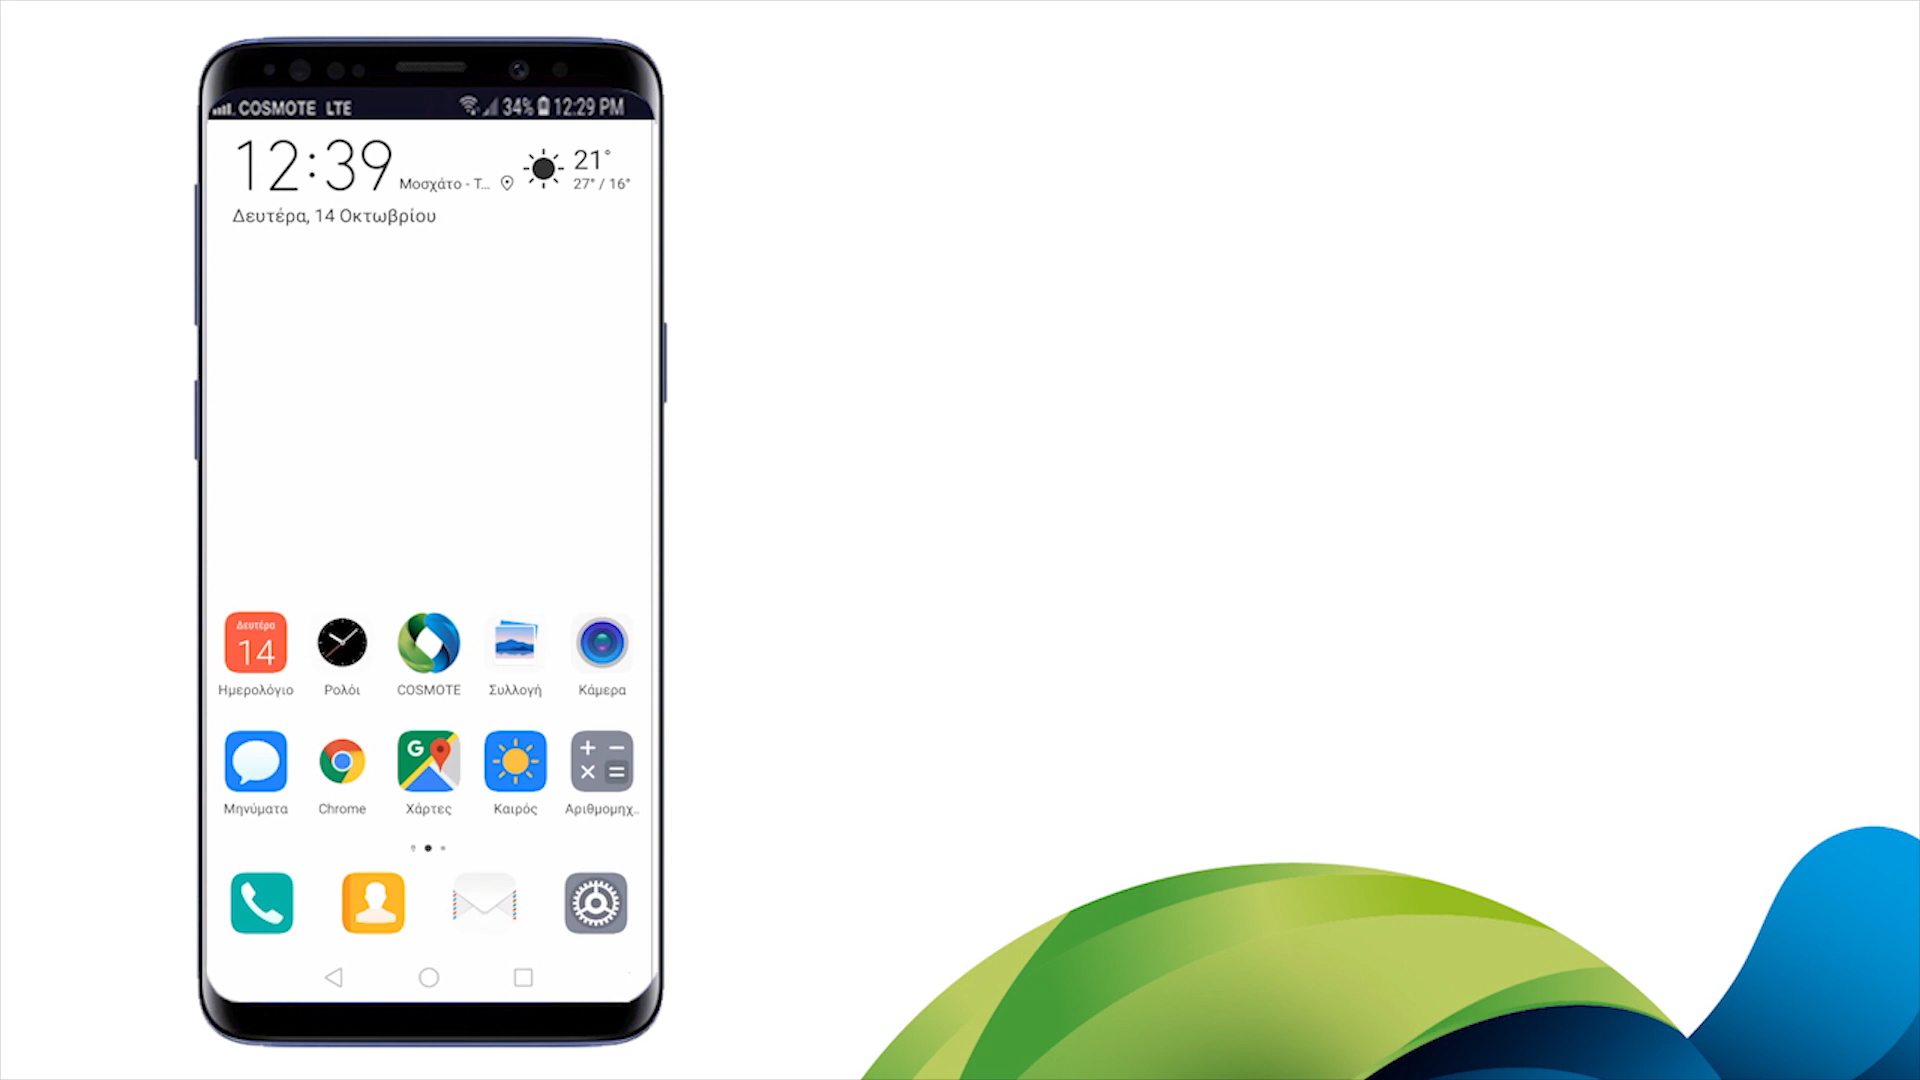 COSMOTE LTE 34% 12:29 PM
12:39
Μοσχάτο - Τ...
21°
27° / 16°
Δευτέρα, 14 Οκτωβρίου
Δευτέρα
14
Ημερολόγιο Ρολόι COSMOTE Συλλογή Κάμερα
G
Μηνύματα Chrome Χάρτες Καιρός Αριθμομηχ..